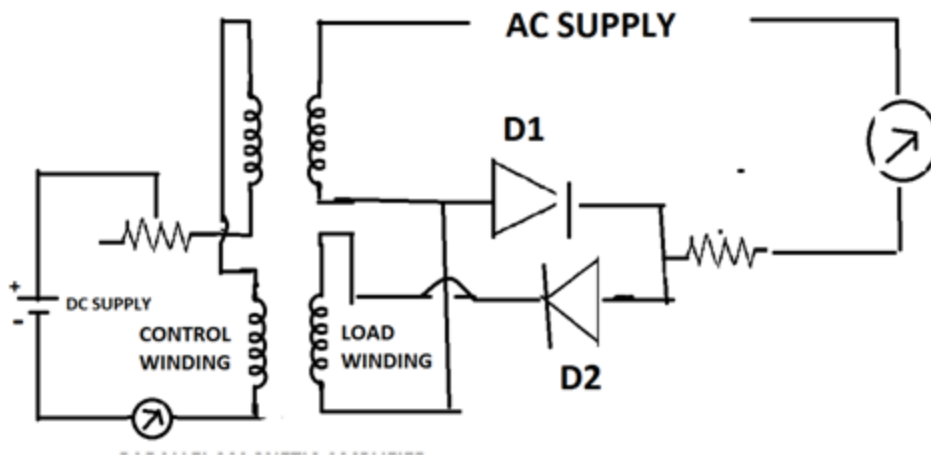 AC SUPPLY
D1
+
DC SUPPLY
-
CONTROL
WINDING
LOAD
WINDING
D2